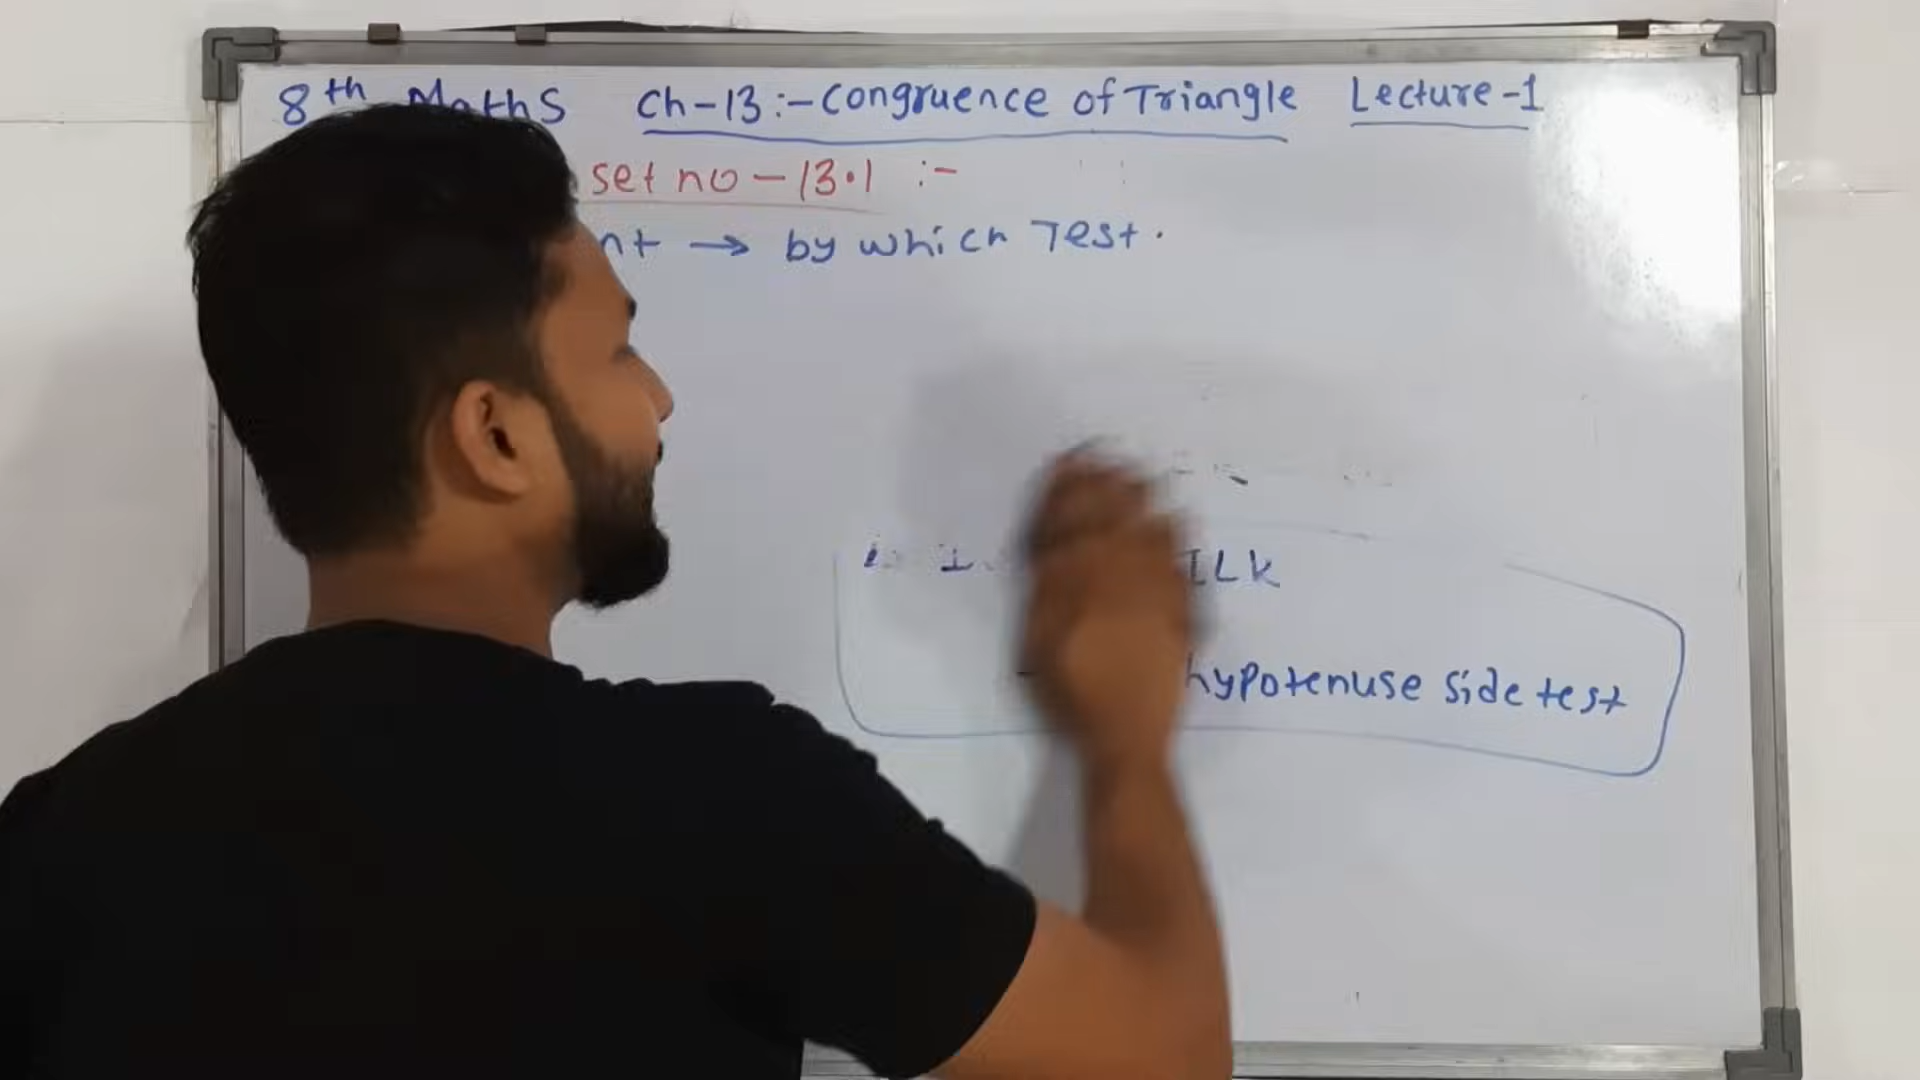 8th Maths Ch-13:- Congruence of Triangle Lecture-1
set no - 13.1 :-
→ by which Test.
ILK
hypotenuse side test